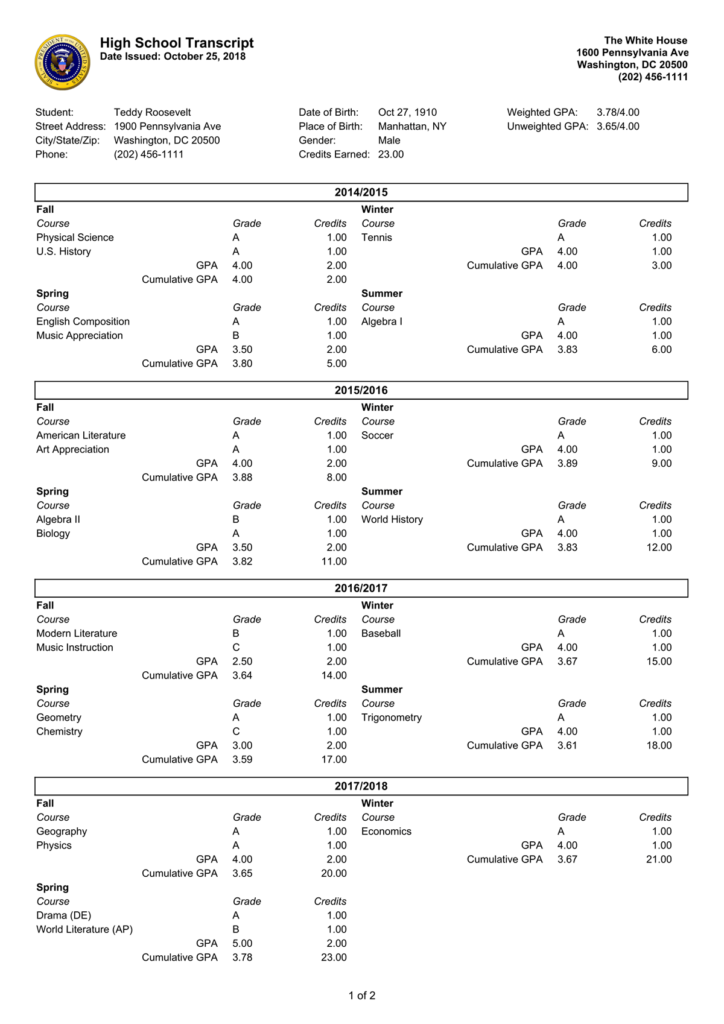 High School Transcript
Date Issued: October 25, 2018
The White House
1600 Pennsylvania Ave
Washington, DC 20500
(202) 456-1111
Student: Teddy Roosevelt Date of Birth: Oct 27, 1910 Weighted GPA: 3.78/4.00
Street Address: 1900 Pennsylvania Ave Place of Birth: Manhattan, NY Unweighted GPA: 3.65/4.00
City/State/Zip: Washington, DC 20500 Gender: Male
Phone: (202) 456-1111 Credits Earned: 23.00
2014/2015
Fall Winter
Course Grade Credits Course Grade Credits
Physical Science A 1.00 Tennis A 1.00
U.S. History A 1.00 GPA 4.00 1.00
GPA 4.00 2.00 Cumulative GPA 4.00 3.00
Cumulative GPA 4.00 2.00
Spring Summer
Course Grade Credits Course Grade Credits
English Composition A 1.00 Algebra I A 1.00
Music Appreciation B 1.00 GPA 4.00 1.00
GPA 3.50 2.00 Cumulative GPA 3.83 6.00
Cumulative GPA 3.80 5.00
2015/2016
Fall Winter
Course Grade Credits Course Grade Credits
American Literature A 1.00 Soccer A 1.00
Art Appreciation A 1.00 GPA 4.00 1.00
GPA 4.00 2.00 Cumulative GPA 3.89 9.00
Cumulative GPA 3.88 8.00
Spring Summer
Course Grade Credits Course Grade Credits
Algebra II B 1.00 World History A 1.00
Biology A 1.00 GPA 4.00 1.00
GPA 3.50 2.00 Cumulative GPA 3.83 12.00
Cumulative GPA 3.82 11.00
2016/2017
Fall Winter
Course Grade Credits Course Grade Credits
Modern Literature B 1.00 Baseball A 1.00
Music Instruction C 1.00 GPA 4.00 1.00
GPA 2.50 2.00 Cumulative GPA 3.67 15.00
Cumulative GPA 3.64 14.00
Spring Summer
Course Grade Credits Course Grade Credits
Geometry A 1.00 Trigonometry A 1.00
Chemistry C 1.00 GPA 4.00 1.00
GPA 3.00 2.00 Cumulative GPA 3.61 18.00
Cumulative GPA 3.59 17.00
2017/2018
Fall Winter
Course Grade Credits Course Grade Credits
Geography A 1.00 Economics A 1.00
Physics A 1.00 GPA 4.00 1.00
GPA 4.00 2.00 Cumulative GPA 3.67 21.00
Cumulative GPA 3.65 20.00
Spring
Course Grade Credits
Drama (DE) A 1.00
World Literature (AP) B 1.00
GPA 5.00 2.00
Cumulative GPA 3.78 23.00
1 of 2